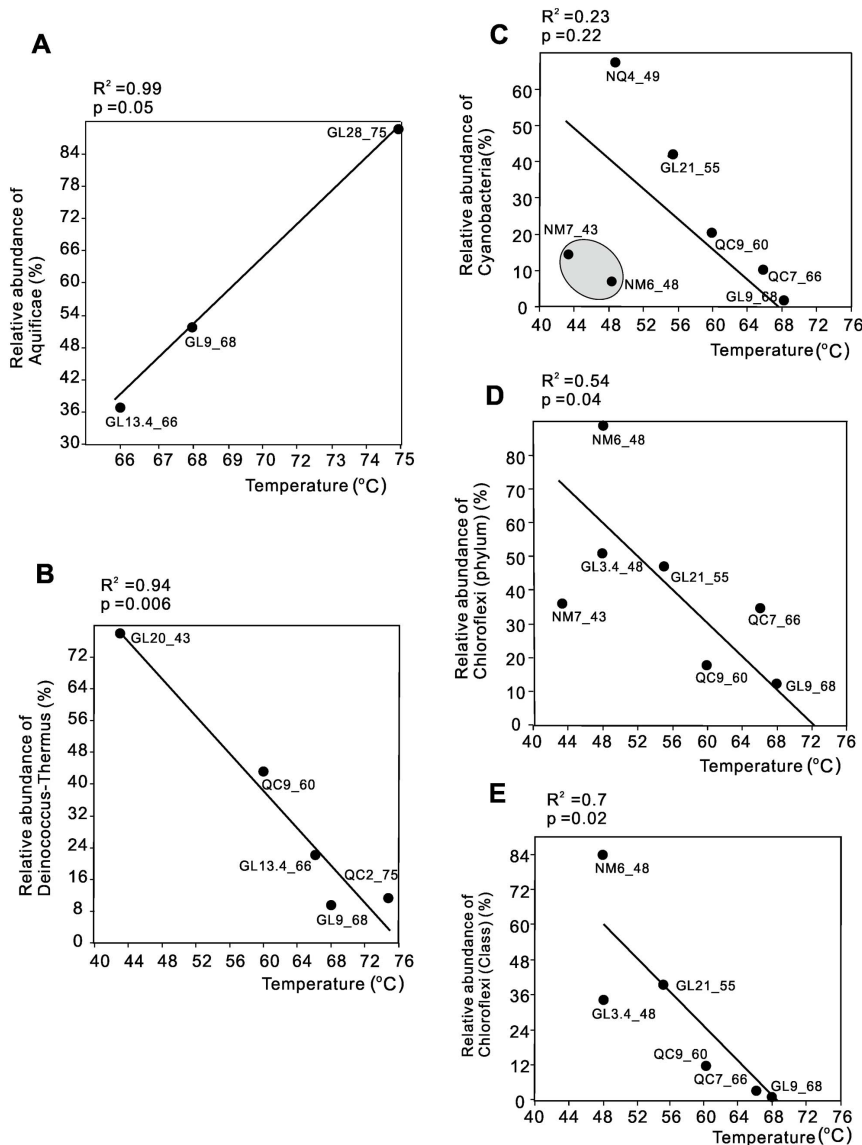 A
R² =0.99
p =0.05
Relative abundance of
Aquificae (%)
84
78
72
66
60
54
48
42
36
30
GL28_75
GL9_68
GL13.4_66
66 67 68 69 70 71 72 73 74 75
Temperature (°C)
B
R² =0.94
p =0.006
Relative abundance of
Deinococcus-Thermus (%)
72
64
56
48
40
32
24
16
8
0
GL20_43
QC9_60
GL13.4_66
QC2_75
GL9_68
40 44 48 52 56 60 64 68 72 76
Temperature (°C)
C
R² =0.23
p =0.22
Relative abundance of
Cyanobacteria(%)
60
50
40
30
20
10
0
NQ4_49
GL21_55
NM7_43
QC9_60
NM6_48
QC7_66
GL9_68
40 44 48 52 56 60 64 68 72 76
Temperature (°C)
D
R² =0.54
p =0.04
Relative abundance of
Chloroflexi (phylum) (%)
80
70
60
50
40
30
20
10
0
NM6_48
GL3.4_48
GL21_55
NM7_43
QC7_66
QC9_60
GL9_68
40 44 48 52 56 60 64 68 72 76
Temperature (°C)
E
R² =0.7
p =0.02
Relative abundance of
Chloroflexi (Class) (%)
84
72
60
48
36
24
12
0
NM6_48
GL21_55
GL3.4_48
QC9_60
QC7_66
GL9_68
40 44 48 52 56 60 64 68 72 76
Temperature (°C)